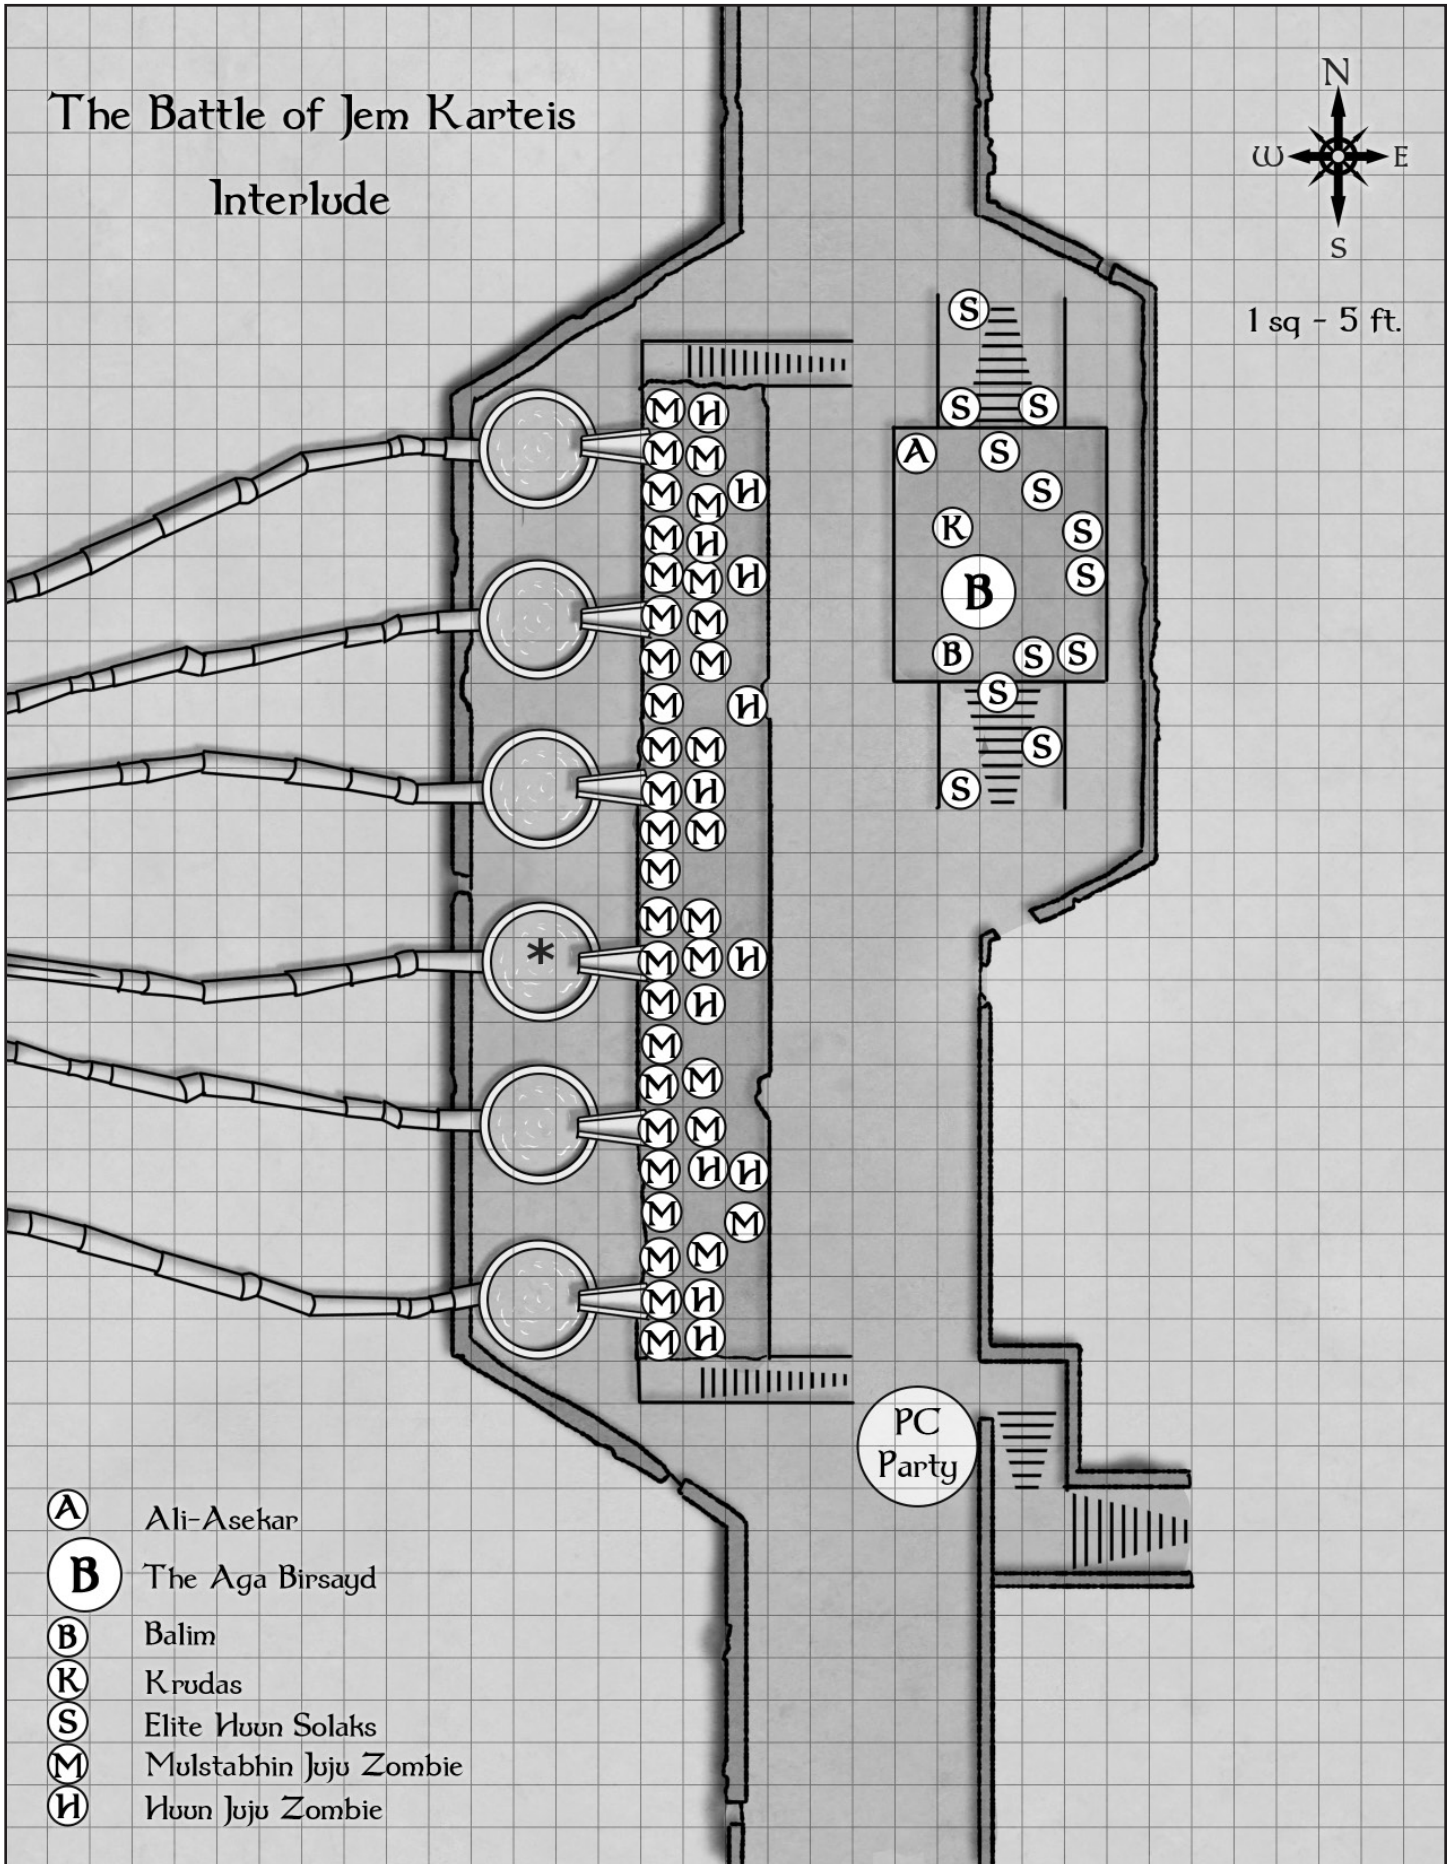 The Battle of Jem Karteis
Interlude
N
W E
S
1 sq - 5 ft.
S
S S
M H
M M A S
M M H S
M H K S
M M H S
B
M M
M M B S S
M H S
M M S
M H S
M M
M
M M
* M M H
M H
M
M M
M M
M H H
M M
M M
M H
M H
PC
Party
A Ali-Asekar
B The Aga Birsayd
B Balim
K Krudas
S Elite Huun Solaks
M Mulstabhin Juju Zombie
H Huun Juju Zombie